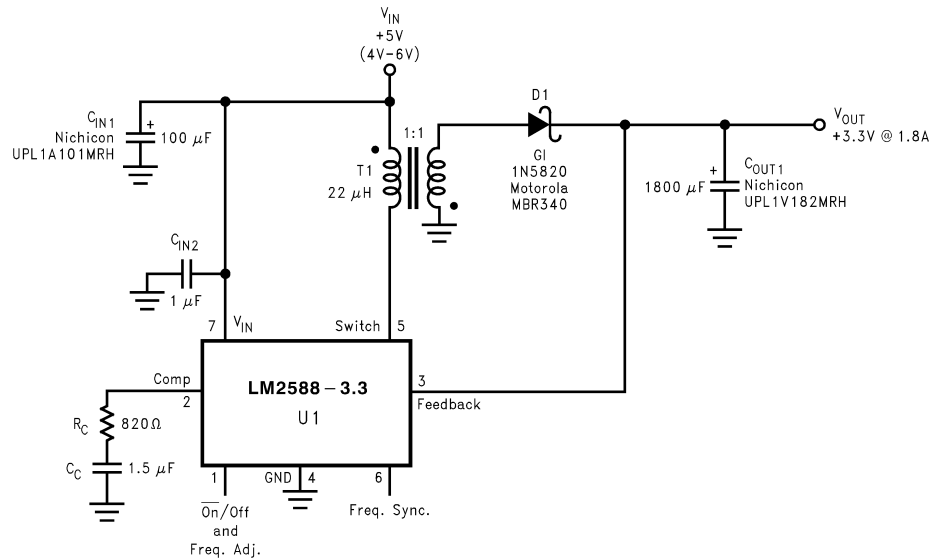 V_IN
+5V
(4V-6V)
C_IN1
Nichicon
UPL1A101MRH
+
100 μF
1:1
T1
22 μH
D1
GI
1N5820
Motorola
MBR340
V_OUT
+3.3V @ 1.8A
+
1800 μF
C_OUT1
Nichicon
UPL1V182MRH
C_IN2
1 μF
7
V_IN
Switch
5
Comp
2
LM2588-3.3
U1
3
Feedback
R_C
820Ω
C_C
1.5 μF
1
GND
4
6
On/Off
and
Freq. Adj.
Freq. Sync.